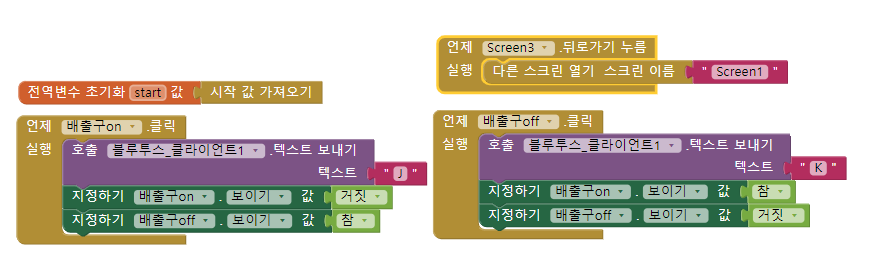 언제 Screen3 .뒤로가기 누름
실행 다른 스크린 열기 스크린 이름 " Screen1 "
전역변수 초기화 start 값 시작 값 가져오기
언제 배출구on .클릭
실행 호출 블루투스_클라이언트1 .텍스트 보내기
텍스트 " J "
지정하기 배출구on . 보이기 값 거짓
지정하기 배출구off . 보이기 값 참
언제 배출구off .클릭
실행 호출 블루투스_클라이언트1 .텍스트 보내기
텍스트 " K "
지정하기 배출구on . 보이기 값 참
지정하기 배출구off . 보이기 값 거짓